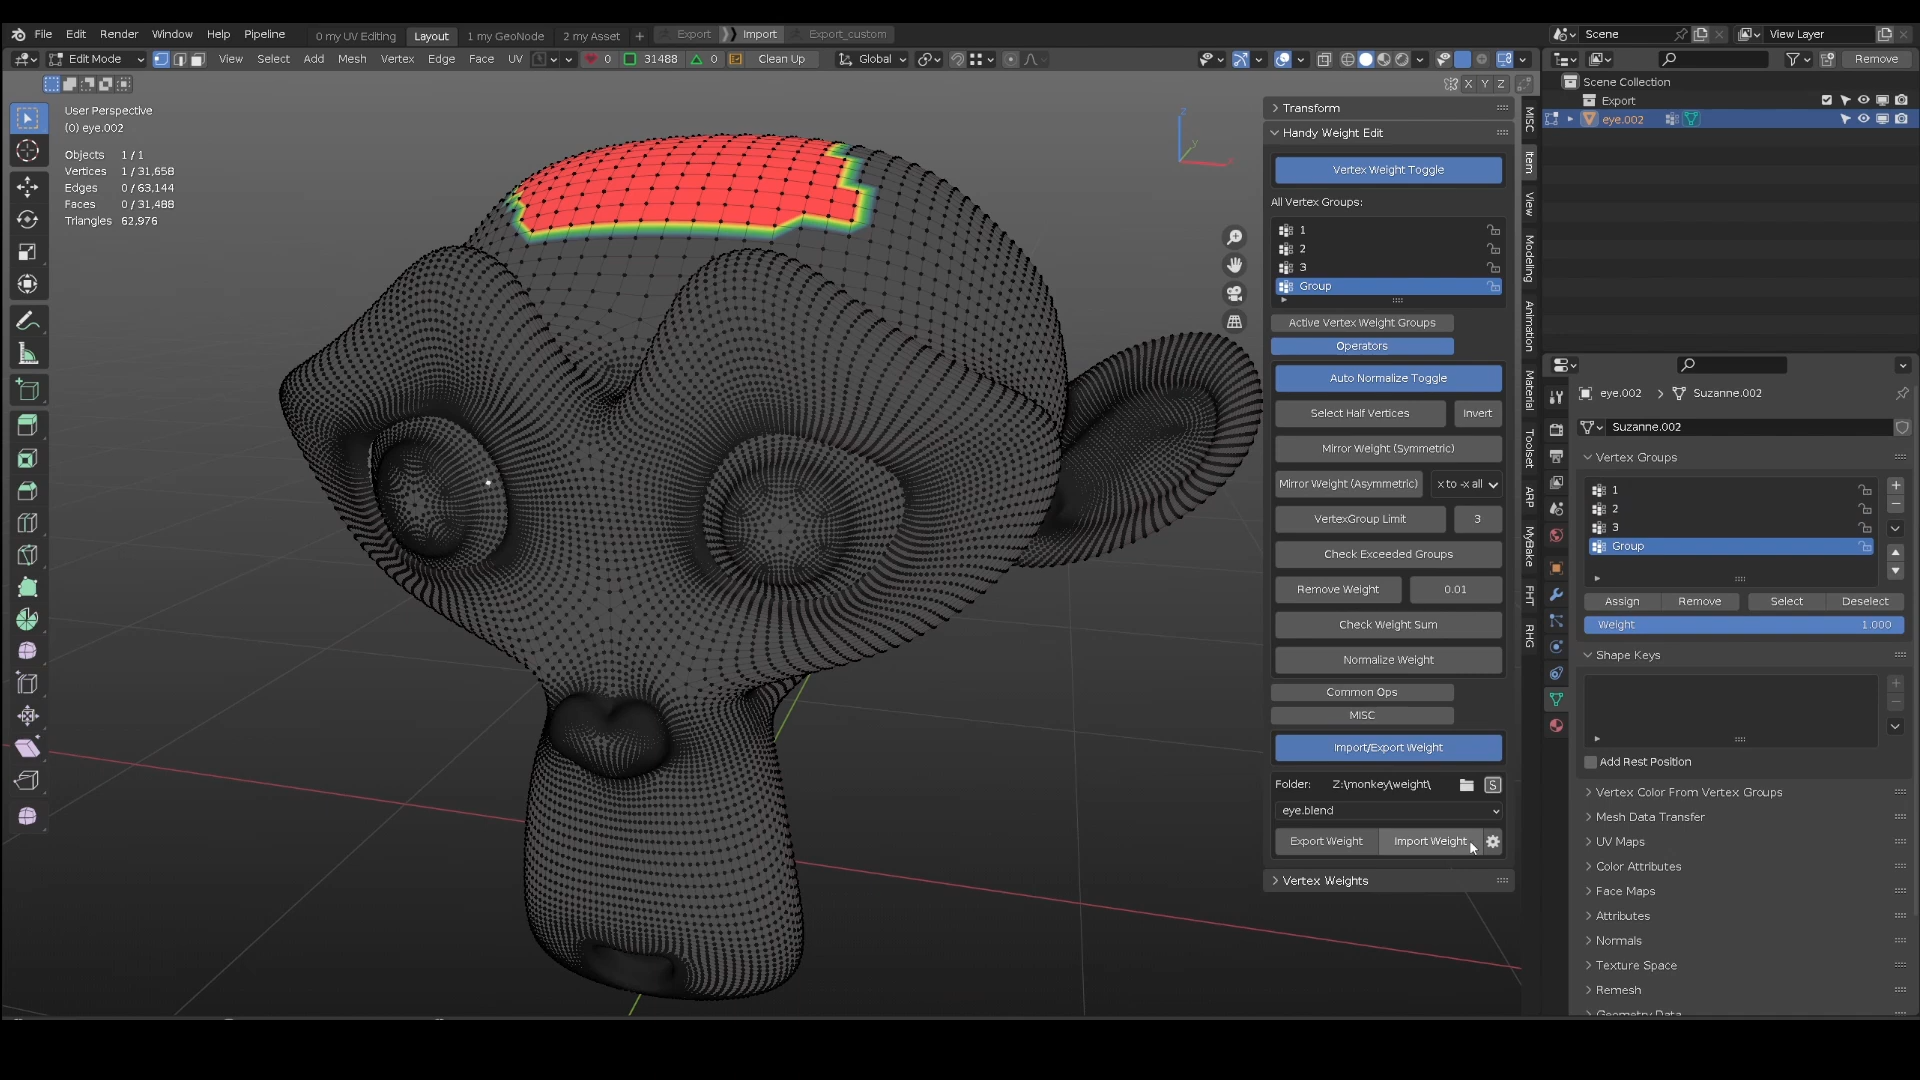 File Edit Render Window Help Pipeline 0 my UV Editing Layout 1 my GeoNode 2 my Asset + Export Import Export_custom Scene View Layer
Edit Mode View Select Add Mesh Vertex Edge Face UV 0 31488 0 Clean Up Global Remove
X Y Z
User Perspective
(0) eye.002
Objects 1 / 1
Vertices 1 / 31,658
Edges 0 / 63,144
Faces 0 / 31,488
Triangles 62,976
Z
Y
X
Transform
Handy Weight Edit
Vertex Weight Toggle
All Vertex Groups:
1
2
3
Group
Active Vertex Weight Groups
Operators
Auto Normalize Toggle
Select Half Vertices Invert
Mirror Weight (Symmetric)
Mirror Weight (Asymmetric) x to -x all
VertexGroup Limit 3
Check Exceeded Groups
Remove Weight 0.01
Check Weight Sum
Normalize Weight
Common Ops
MISC
Import/Export Weight
Folder: Z:\monkey\weight\ S
eye.blend
Export Weight Import Weight
Vertex Weights
MISC
Item
View
Modeling
Animation
Material
Toolset
ARP
MyBake
FHT
RHG
Scene Collection
Export
eye.002
eye.002 > Suzanne.002
Suzanne.002
Vertex Groups
1
2
3
Group
Assign Remove Select Deselect
Weight 1.000
Shape Keys
Add Rest Position
Vertex Color From Vertex Groups
Mesh Data Transfer
UV Maps
Color Attributes
Face Maps
Attributes
Normals
Texture Space
Remesh
Geometry Data